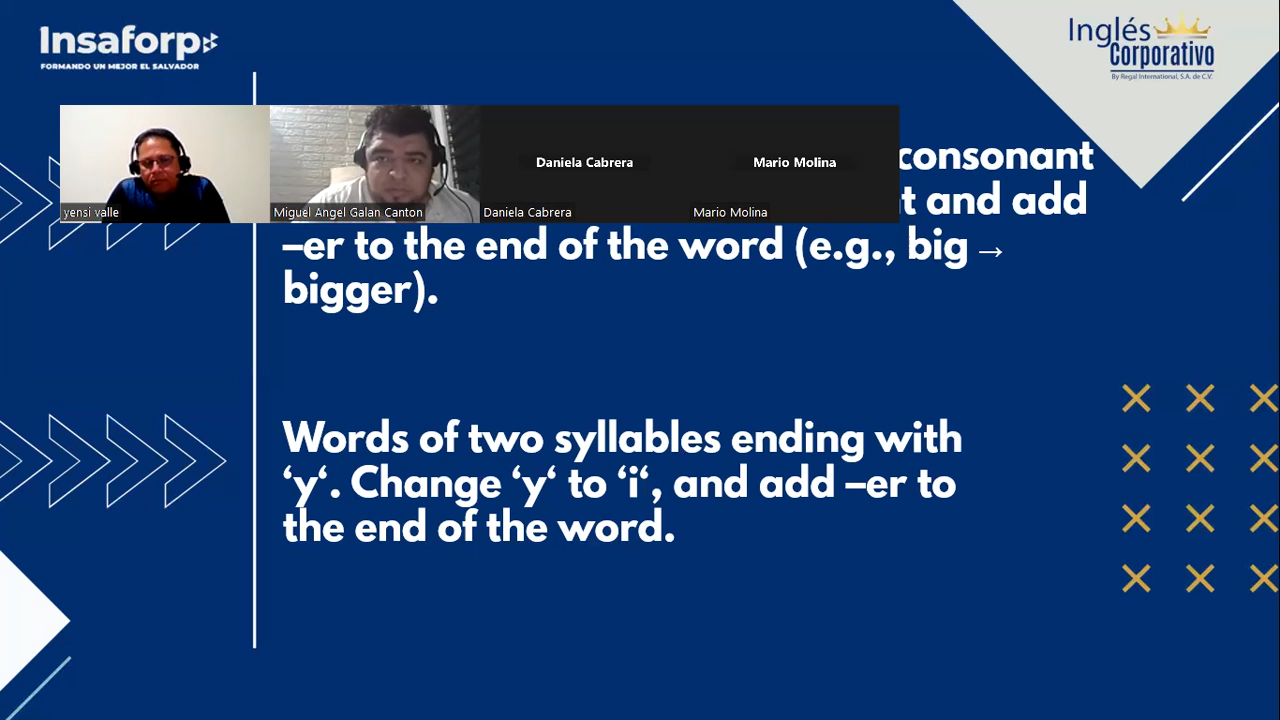 Insaforp
FORMANDO UN MEJOR EL SALVADOR
Inglés
Corporativo
By Regal International, S.A. de C.V.
Daniela Cabrera
Mario Molina
yensi valle
Miguel Angel Galan Canton
Daniela Cabrera
Mario Molina
consonant
t and add
–er to the end of the word (e.g., big →
bigger).
Words of two syllables ending with
‘y‘. Change ‘y‘ to ‘i‘, and add –er to
the end of the word.